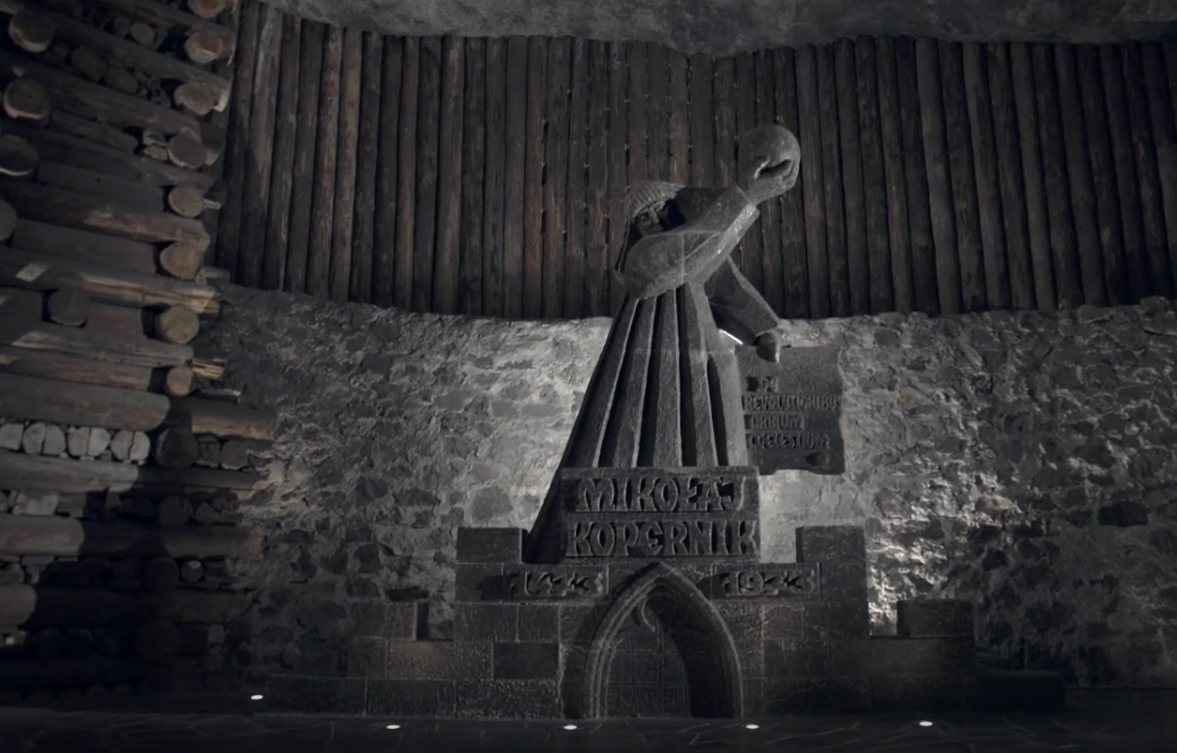 MIKOŁAJ
KOPERNIK
1473 1973
DE
REVOLUTIONIBUS
ORBIUM
COELESTIUM